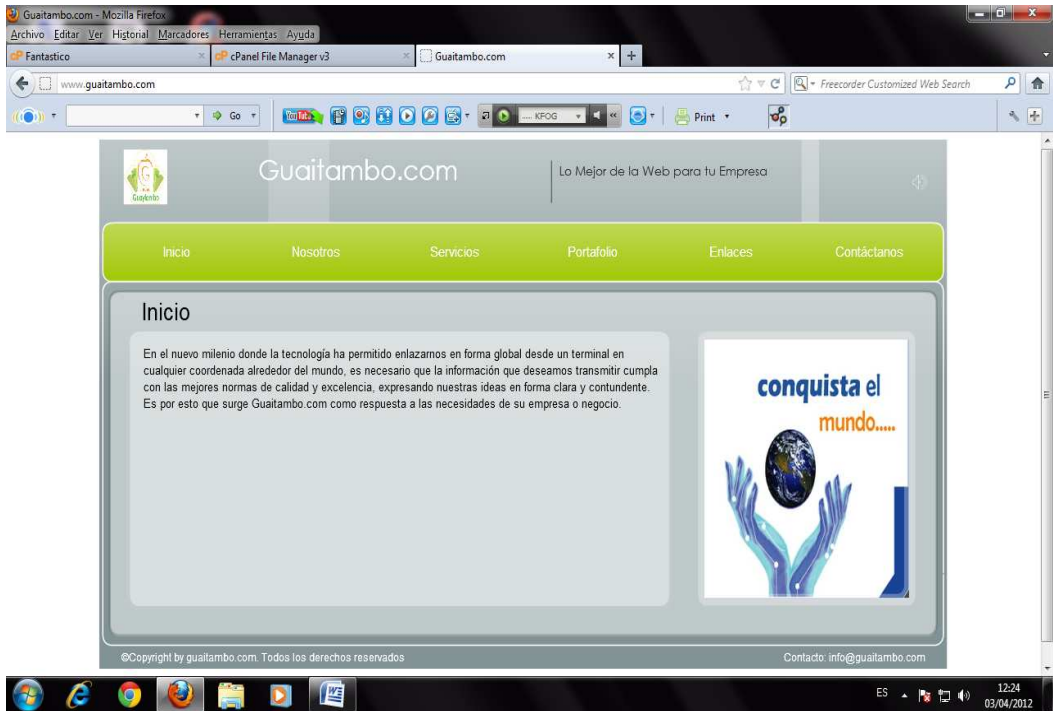 Guaitambo.com - Mozilla Firefox
Archivo Editar Ver Historial Marcadores Herramientas Ayuda
cP Fantastico
cP cPanel File Manager v3
Guaitambo.com
www.guaitambo.com
Freecorder Customized Web Search
Go
YouTube
.... KFOG
Print
Guaitambo.com
Lo Mejor de la Web para tu Empresa
Inicio Nosotros Servicios Portafolio Enlaces Contáctanos
Inicio
En el nuevo milenio donde la tecnología ha permitido enlazarnos en forma global desde un terminal en
cualquier coordenada alrededor del mundo, es necesario que la información que deseamos transmitir cumpla
con las mejores normas de calidad y excelencia, expresando nuestras ideas en forma clara y contundente.
Es por esto que surge Guaitambo.com como respuesta a las necesidades de su empresa o negocio.
conquista el
mundo.....
©Copyright by guaitambo.com. Todos los derechos reservados
Contacto: info@guaitambo.com
ES
12:24
03/04/2012